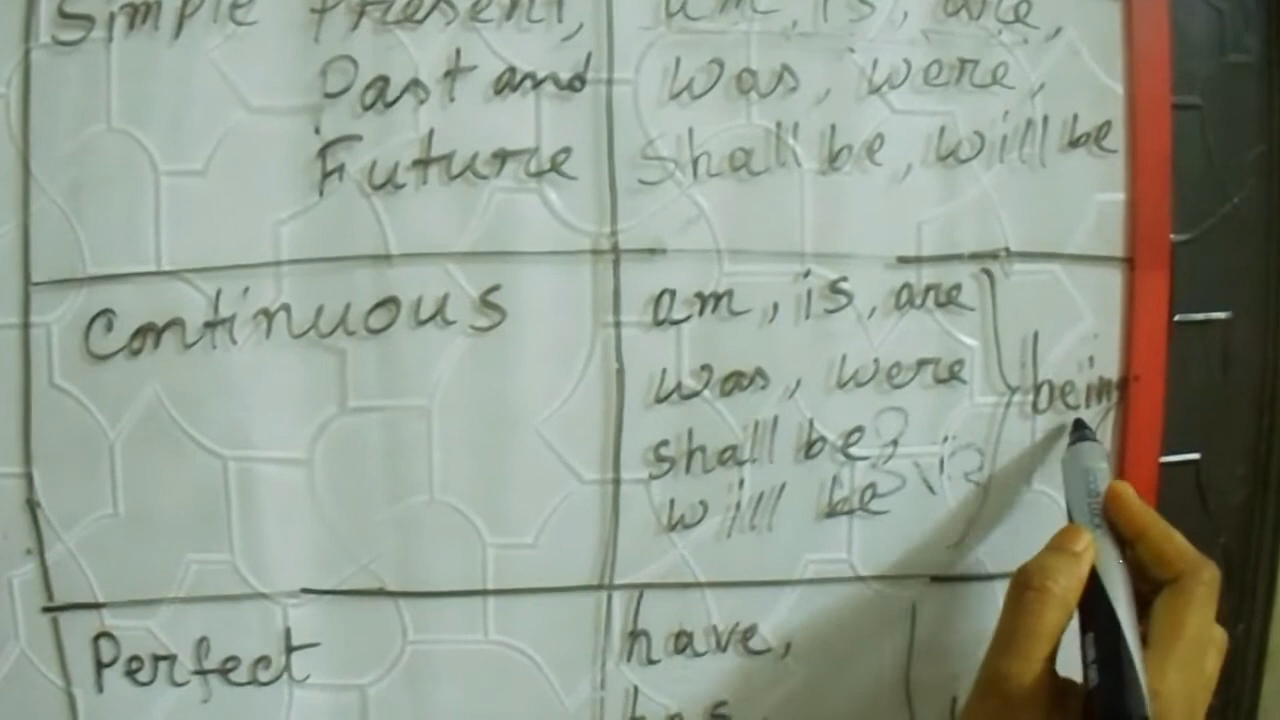 Simple Present,
Past and
Future
am, is, are,
was, were,
shall be, will be
Continuous
am, is, are
was, were
shall be
will be
being
Perfect
have,
has